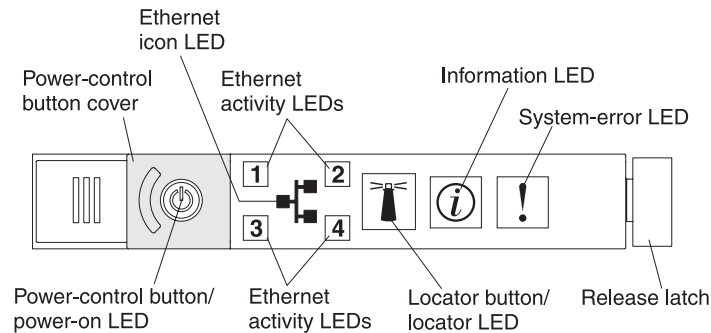 Ethernet
icon LED
Power-control
button cover
Ethernet
activity LEDs
Information LED
System-error LED
1
2
3
4
i
!
Power-control button/
power-on LED
Ethernet
activity LEDs
Locator button/
locator LED
Release latch